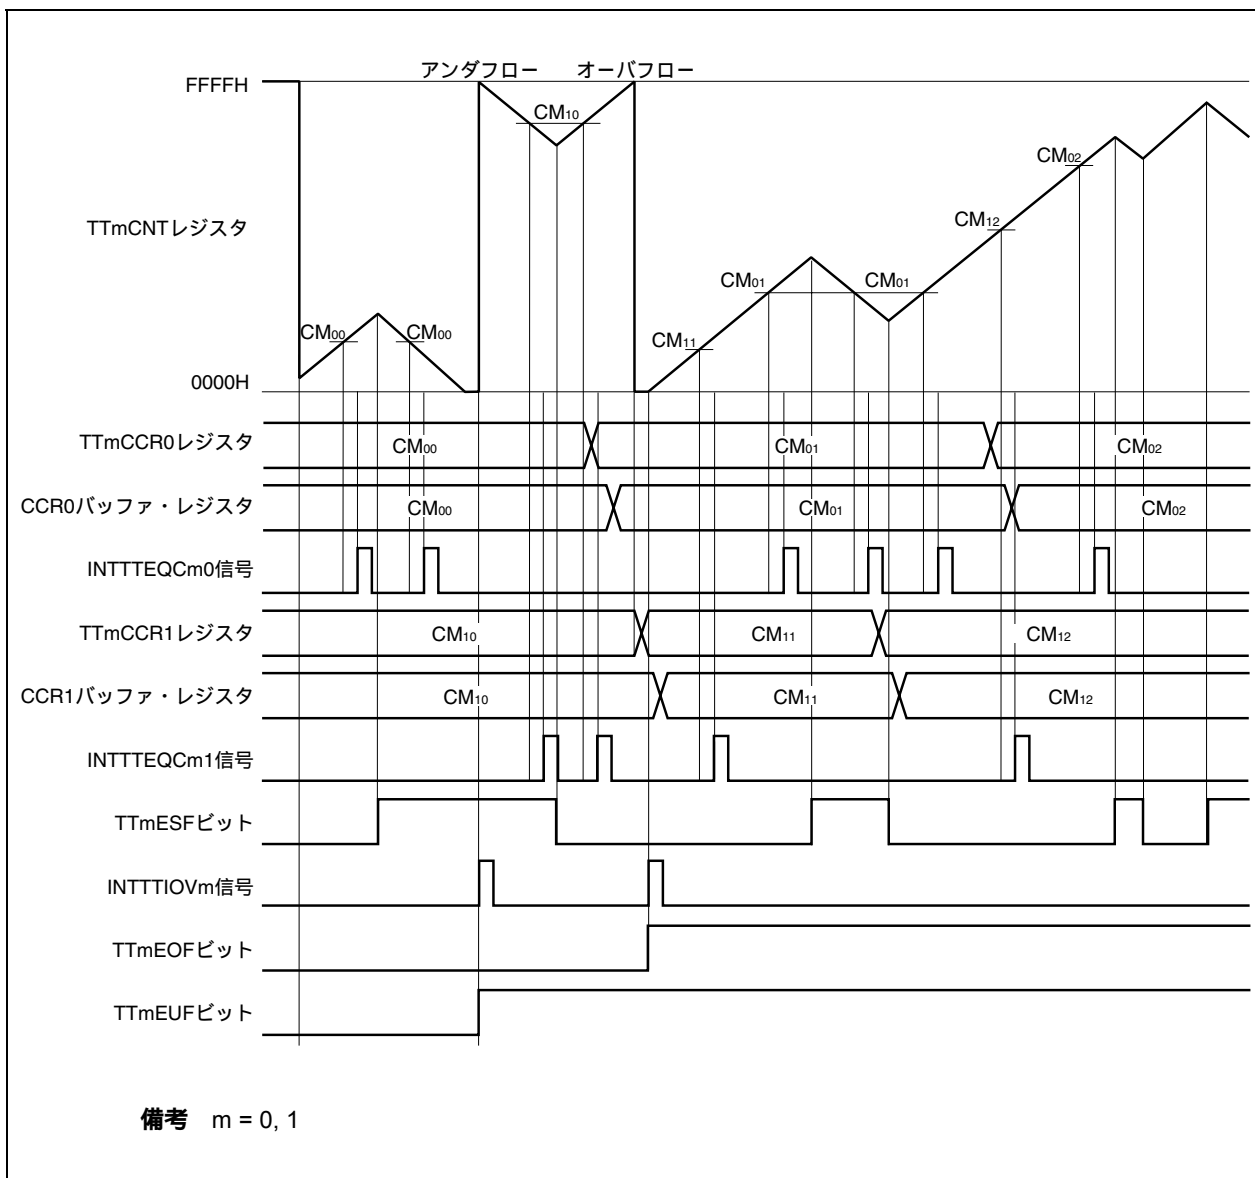 アンダフロー オーバフロー
FFFFH
CM10
CM02
CM12
TTmCNTレジスタ
CM01 CM01
CM00 CM00 CM11
0000H
TTmCCR0レジスタ CM00 CM01 CM02
CCR0バッファ・レジスタ CM00 CM01 CM02
INTTTEQCm0信号
TTmCCR1レジスタ CM10 CM11 CM12
CCR1バッファ・レジスタ CM10 CM11 CM12
INTTTEQCm1信号
TTmESFビット
INTTTIOVm信号
TTmEOFビット
TTmEUFビット
備考 m = 0, 1